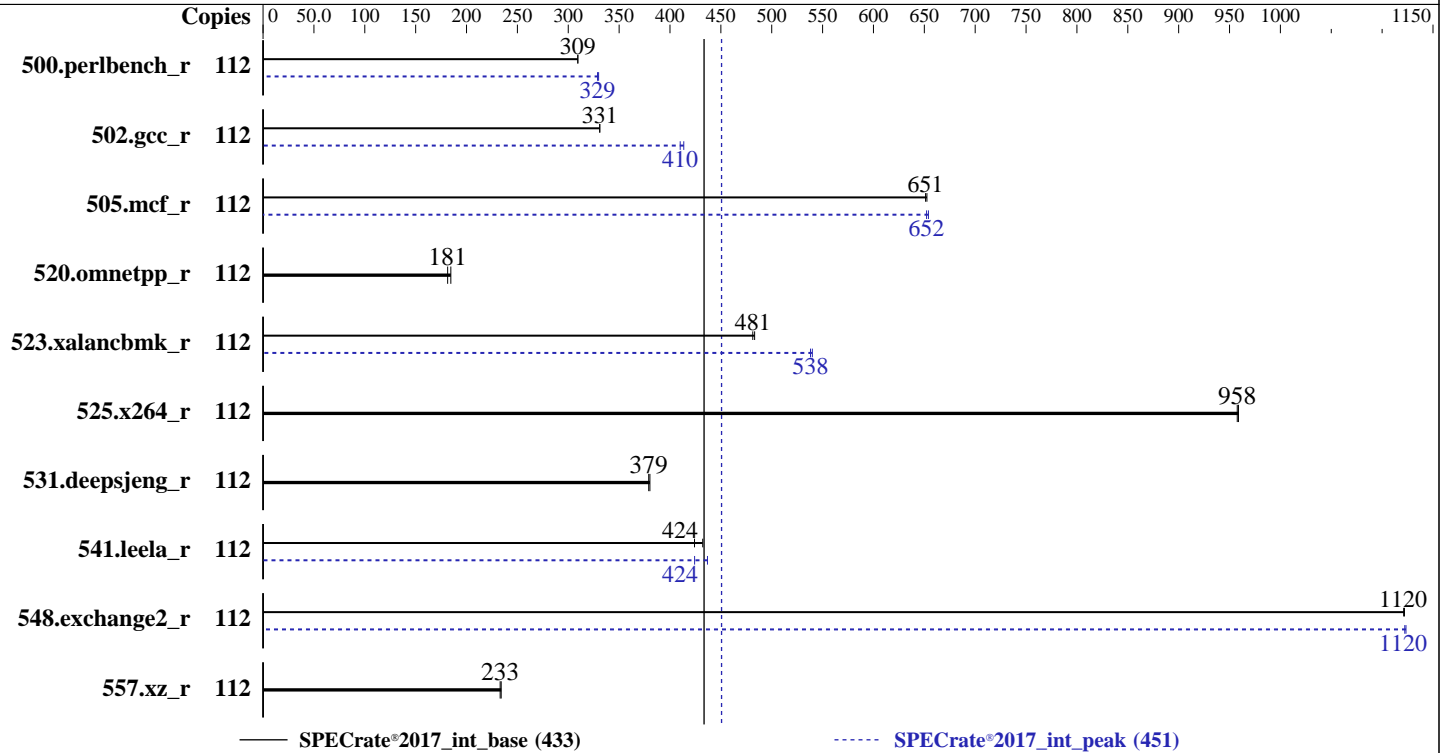 Copies 0 50.0 100 150 200 250 300 350 400 450 500 550 600 650 700 750 800 850 900 950 1000 1150
309
500.perlbench_r 112
329
331
502.gcc_r 112
410
651
505.mcf_r 112
652
181
520.omnetpp_r 112
481
523.xalancbmk_r 112
538
958
525.x264_r 112
379
531.deepsjeng_r 112
424
541.leela_r 112
424
1120
548.exchange2_r 112
1120
233
557.xz_r 112
SPECrate®2017_int_base (433) SPECrate®2017_int_peak (451)